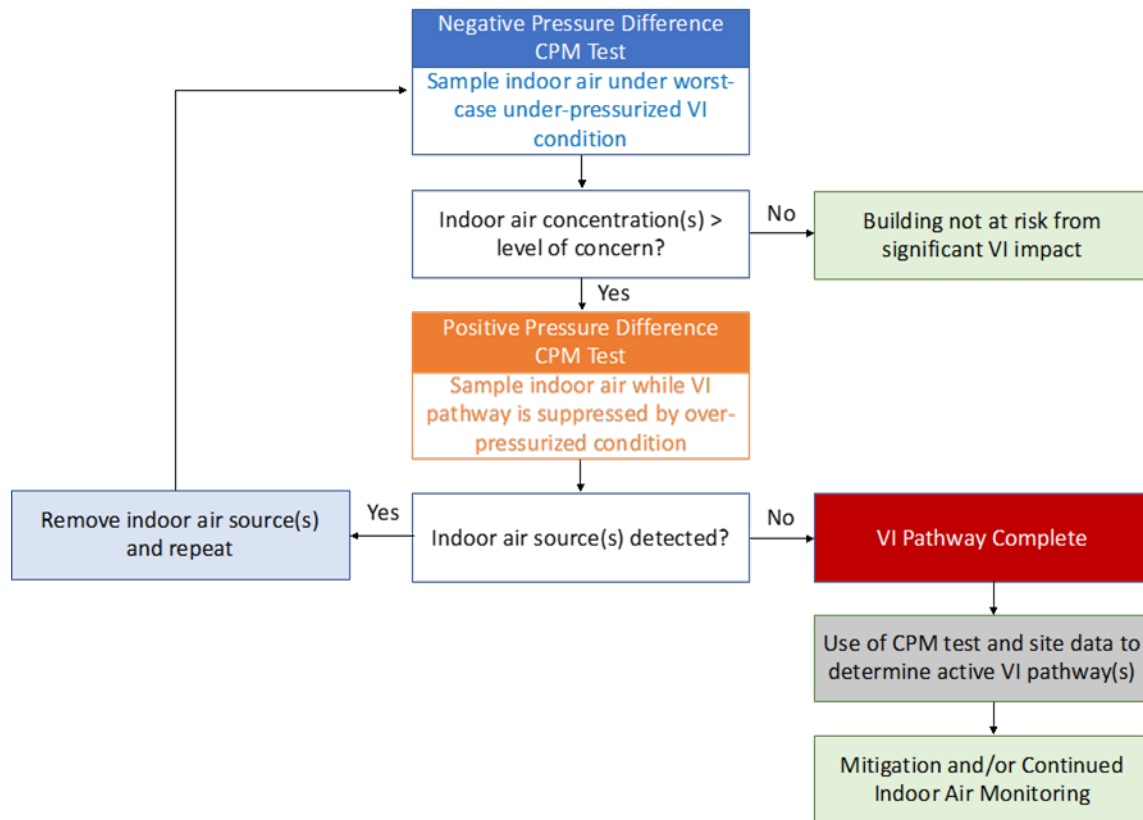 Negative Pressure Difference
CPM Test
Sample indoor air under worst-
case under-pressurized VI
condition
Indoor air concentration(s) >
level of concern?
No
Building not at risk from
significant VI impact
Yes
Positive Pressure Difference
CPM Test
Sample indoor air while VI
pathway is suppressed by over-
pressurized condition
Remove indoor air source(s)
and repeat
Yes
Indoor air source(s) detected?
No
VI Pathway Complete
Use of CPM test and site data to
determine active VI pathway(s)
Mitigation and/or Continued
Indoor Air Monitoring